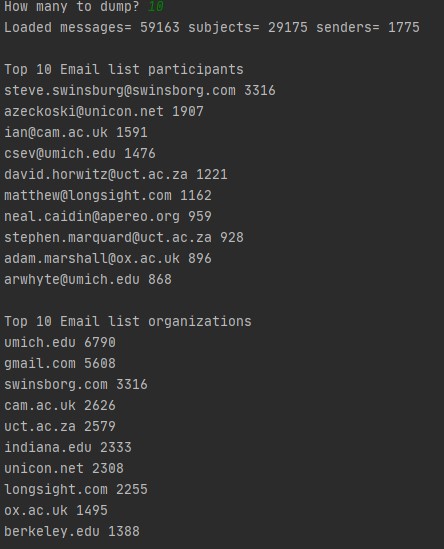 How many to dump? 10
Loaded messages= 59163 subjects= 29175 senders= 1775
Top 10 Email list participants
steve.swinsburg@swinsborg.com 3316
azeckoski@unicon.net 1907
ian@cam.ac.uk 1591
csev@umich.edu 1476
david.horwitz@uct.ac.za 1221
matthew@longsight.com 1162
neal.caidin@apereo.org 959
stephen.marquard@uct.ac.za 928
adam.marshall@ox.ac.uk 896
arwhyte@umich.edu 868
Top 10 Email list organizations
umich.edu 6790
gmail.com 5608
swinsborg.com 3316
cam.ac.uk 2626
uct.ac.za 2579
indiana.edu 2333
unicon.net 2308
longsight.com 2255
ox.ac.uk 1495
berkeley.edu 1388